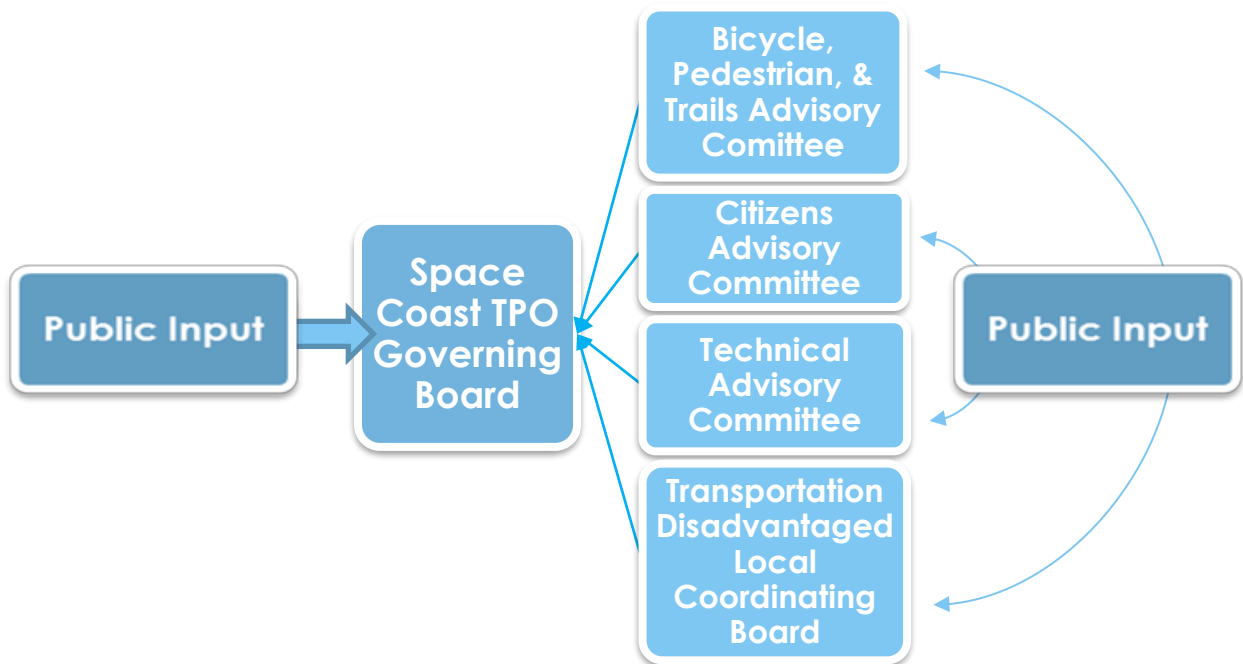 Public Input
Space
Coast TPO
Governing
Board
Bicycle,
Pedestrian, &
Trails Advisory
Comittee
Citizens
Advisory
Committee
Technical
Advisory
Committee
Transportation
Disadvantaged
Local
Coordinating
Board
Public Input